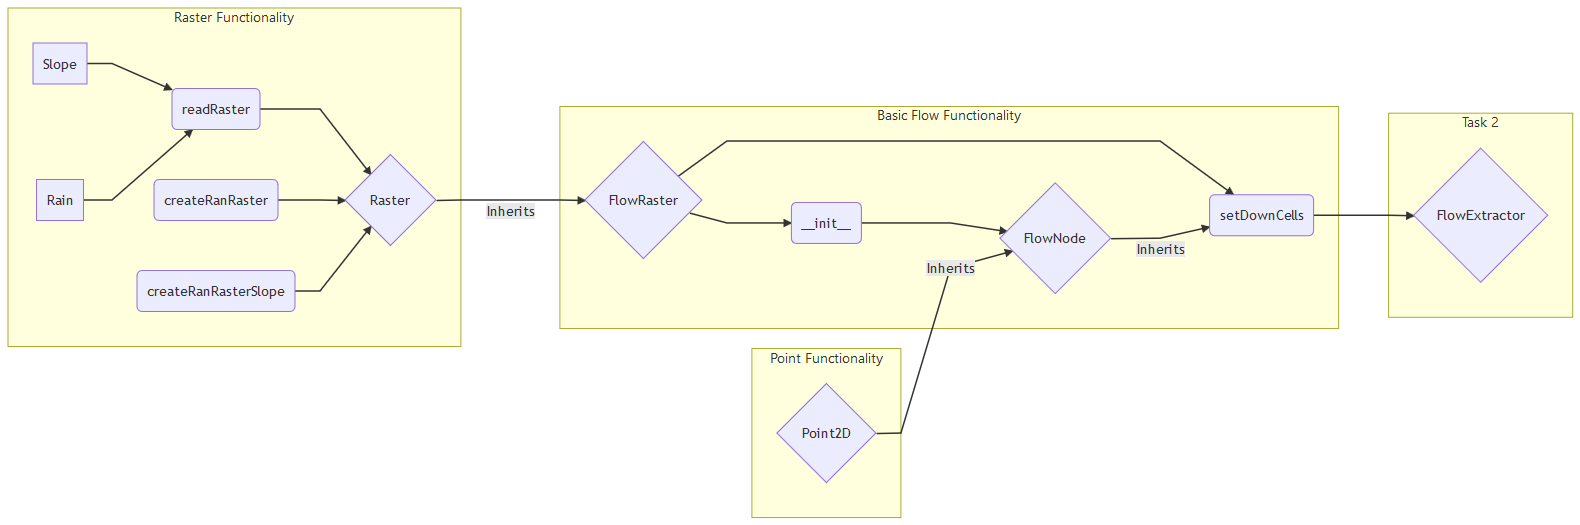 Raster Functionality
Slope
readRaster
Rain
createRanRaster
Raster
createRanRasterSlope
Inherits
Basic Flow Functionality
FlowRaster
__init__
FlowNode
Inherits
setDownCells
Inherits
Point Functionality
Point2D
Task 2
FlowExtractor